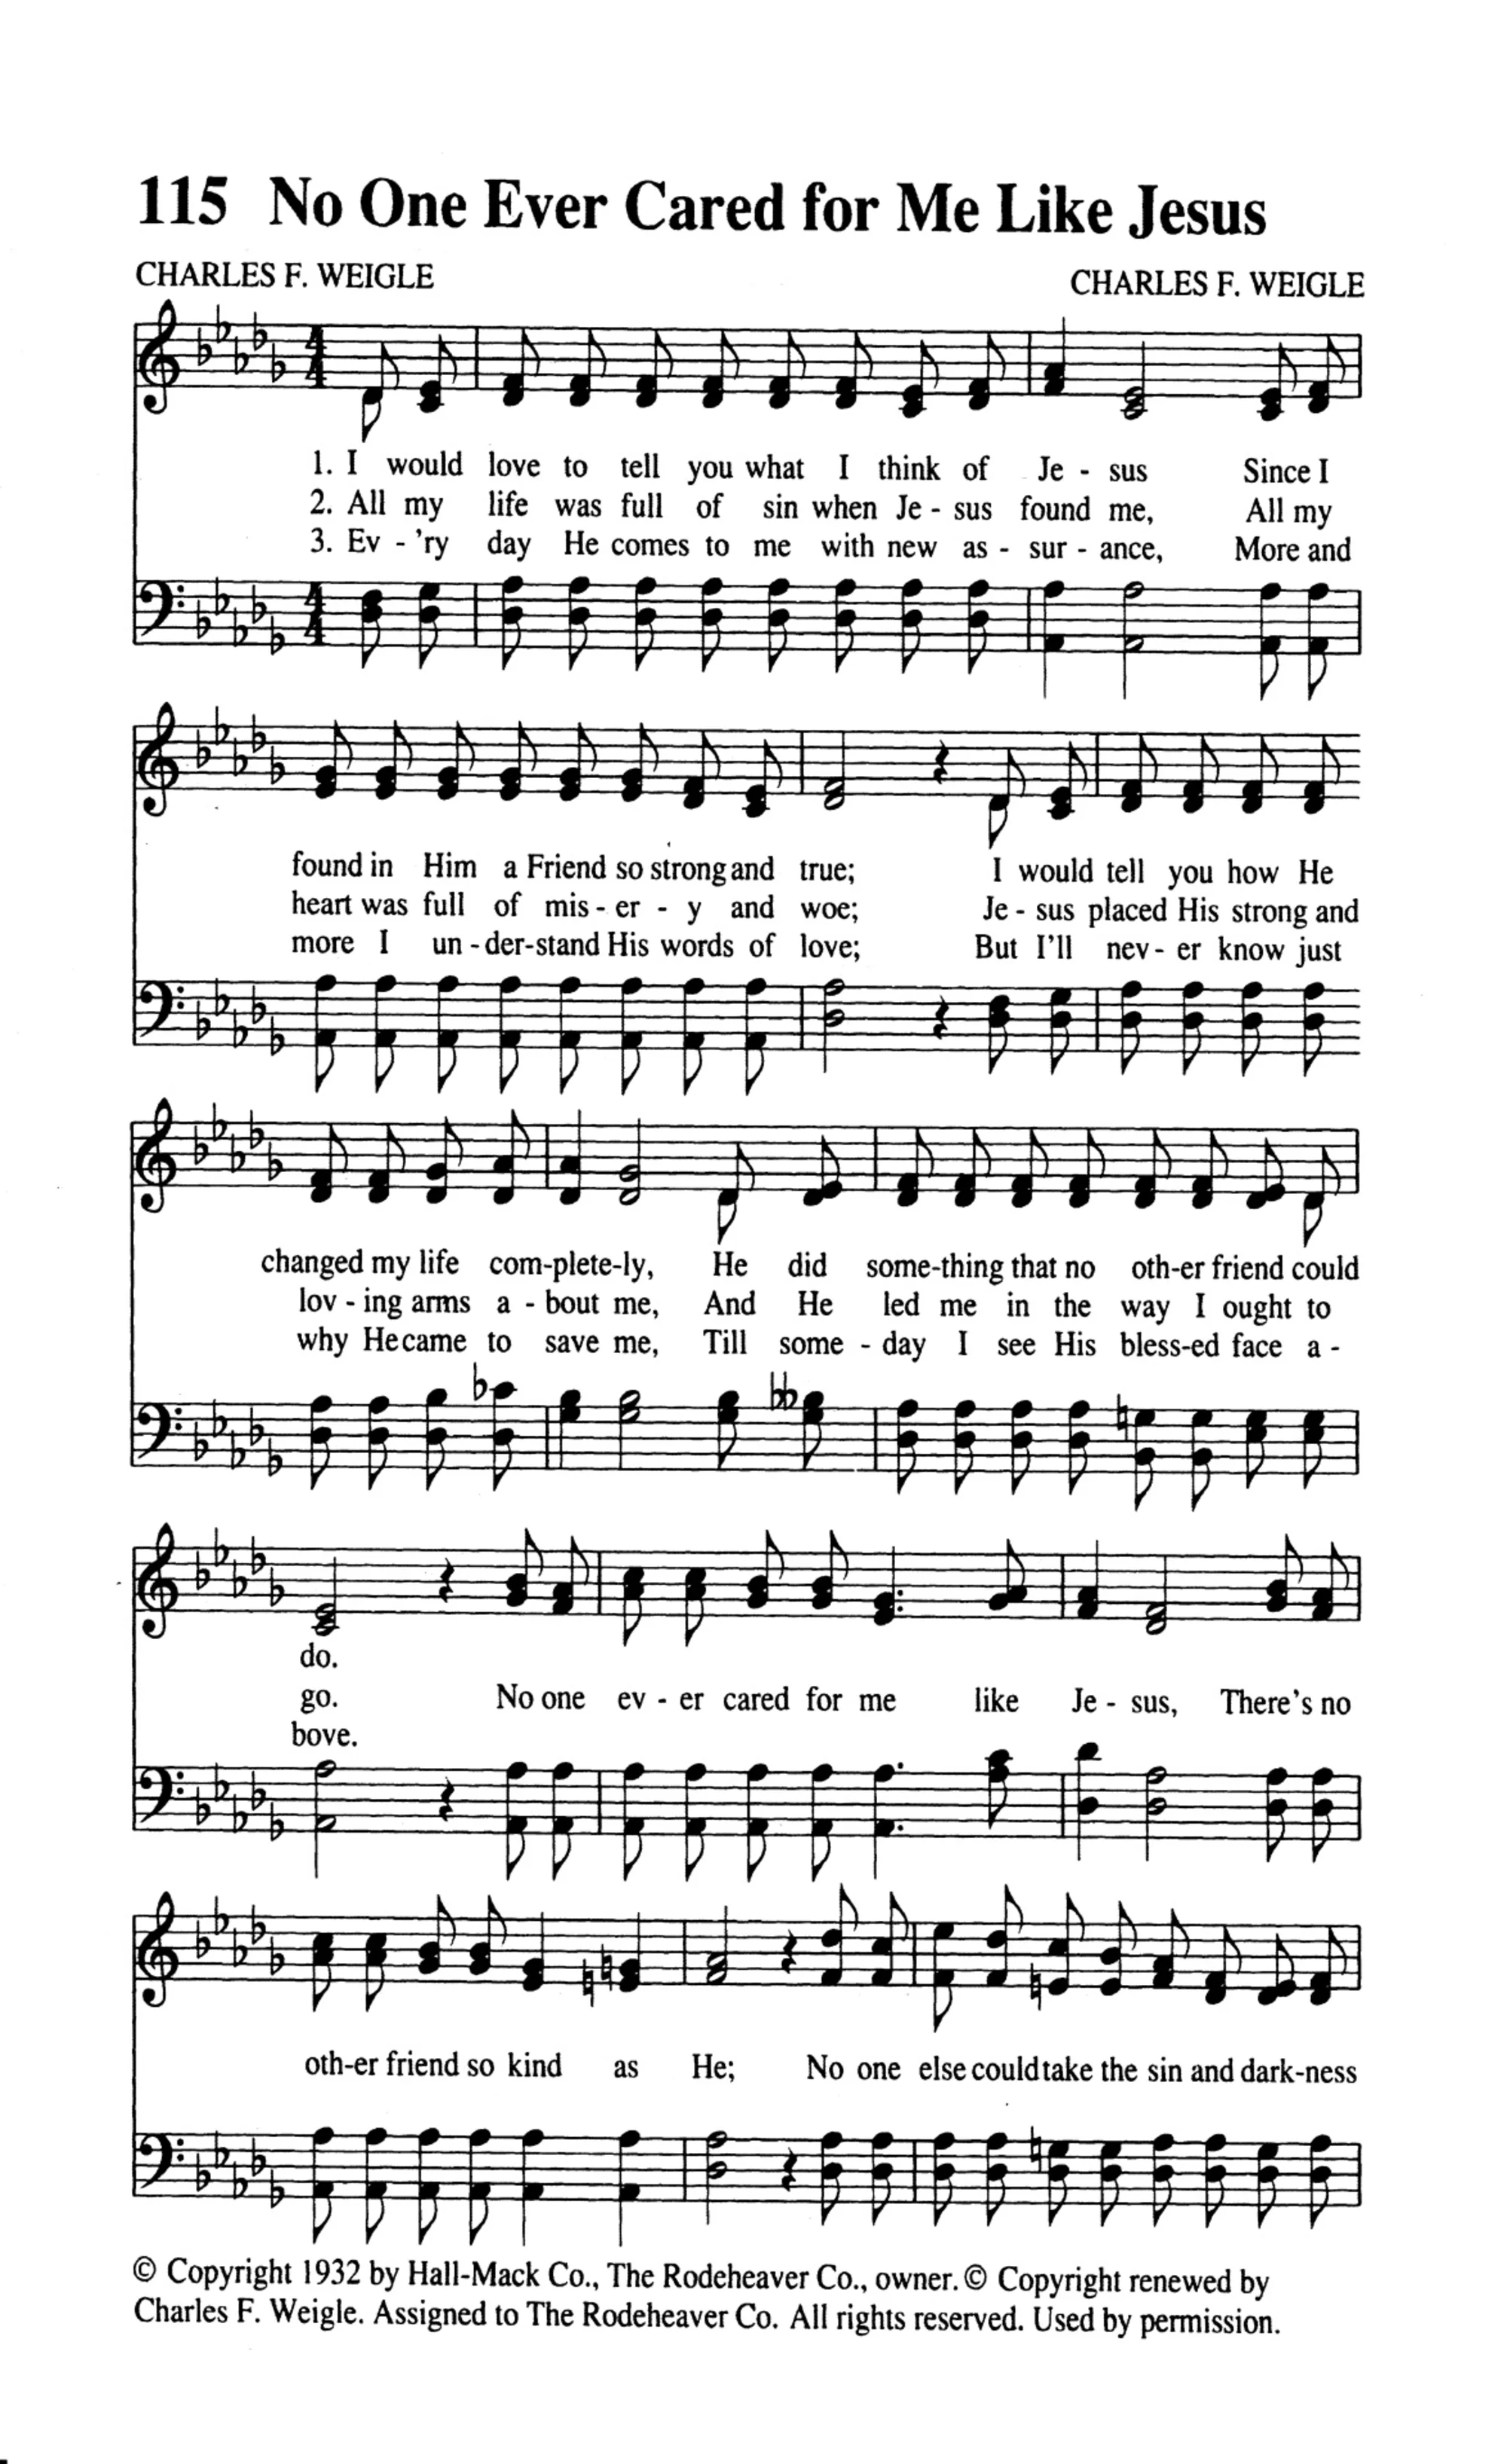 115 No One Ever Cared for Me Like Jesus
CHARLES F. WEIGLE CHARLES F. WEIGLE
1. I would love to tell you what I think of Je - sus Since I
2. All my life was full of sin when Je - sus found me, All my
3. Ev - 'ry day He comes to me with new as - sur - ance, More and
found in Him a Friend so strong and true; I would tell you how He
heart was full of mis - er - y and woe; Je - sus placed His strong and
more I un - der-stand His words of love; But I'll nev - er know just
changed my life com-plete-ly, He did some-thing that no oth-er friend could
lov - ing arms a - bout me, And He led me in the way I ought to
why He came to save me, Till some - day I see His bless-ed face a -
do.
go. No one ev - er cared for me like Je - sus, There's no
bove.
oth-er friend so kind as He; No one else could take the sin and dark-ness
© Copyright 1932 by Hall-Mack Co., The Rodeheaver Co., owner. © Copyright renewed by
Charles F. Weigle. Assigned to The Rodeheaver Co. All rights reserved. Used by permission.